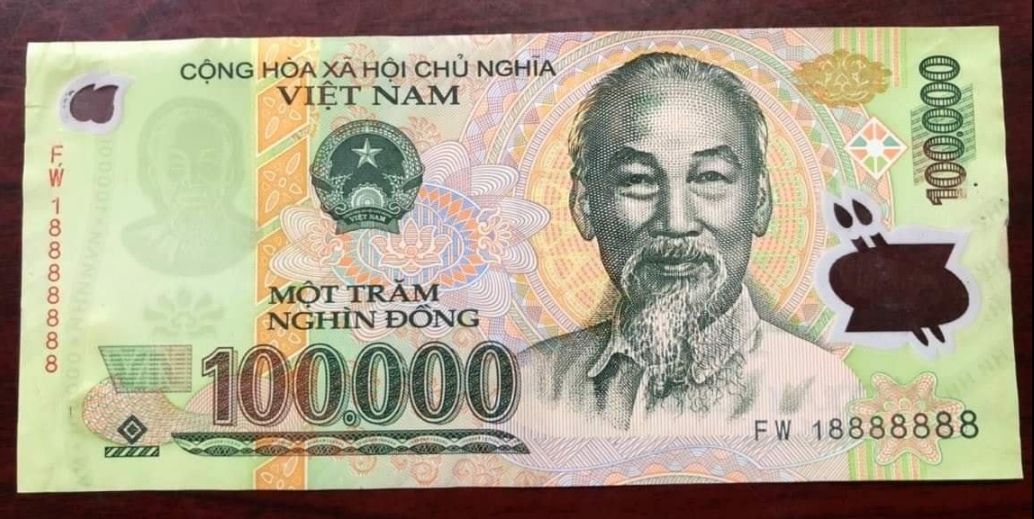 CỘNG HÒA XÃ HỘI CHỦ NGHĨA
VIỆT NAM
VIỆT NAM
100.000
MỘT TRĂM
NGHÌN ĐỒNG
VN
100.000
FW 18888888
FW 18888888